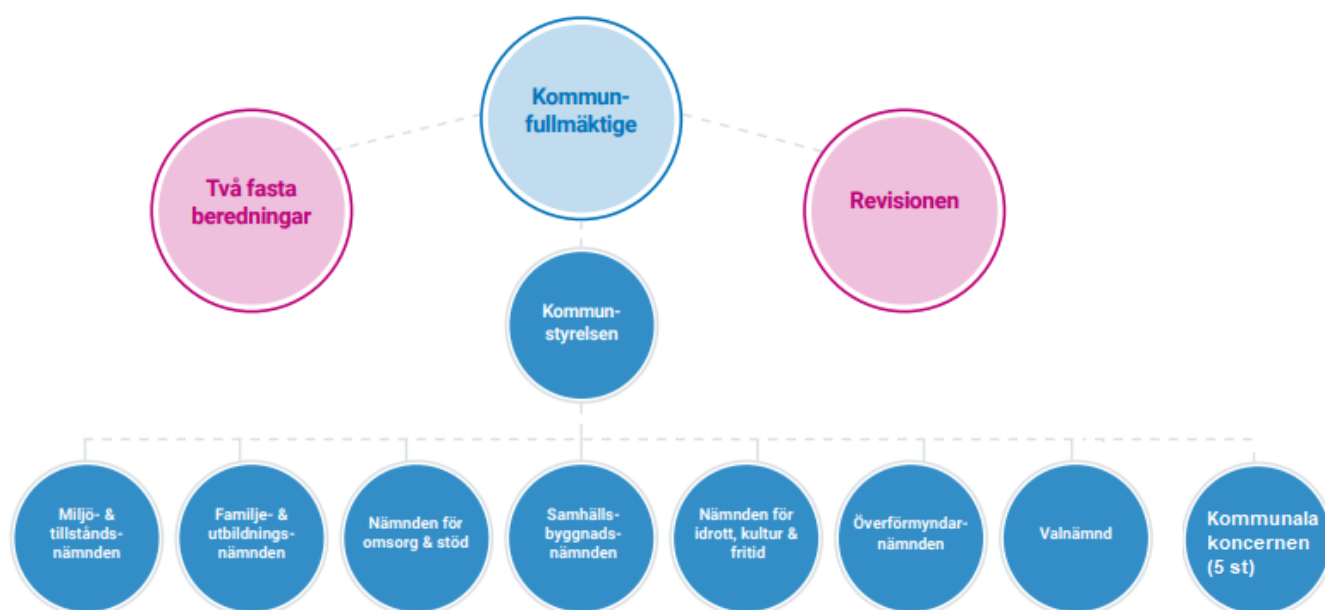 Kommun-
fullmäktige
Två fasta
beredningar
Revisionen
Kommun-
styrelsen
Miljö- &
tillstånds-
nämnden
Familje- &
utbildnings-
nämnden
Nämnden för
omsorg & stöd
Samhälls-
byggnads-
nämnden
Nämnden för
idrott, kultur &
fritid
Överförmyndar-
nämnden
Valnämnd
Kommunala
koncernen
(5 st)